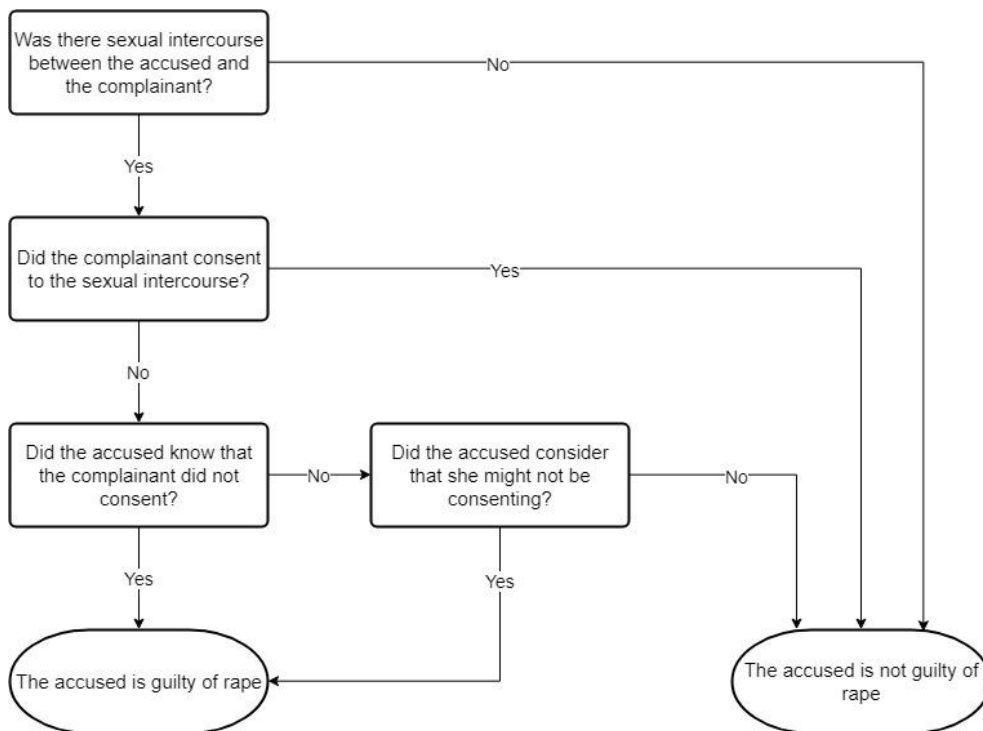 Was there sexual intercourse
between the accused and
the complainant?
No
Yes
Did the complainant consent
to the sexual intercourse?
Yes
No
Did the accused know that
the complainant did not
consent?
No
Did the accused consider
that she might not be
consenting?
No
Yes
Yes
The accused is guilty of rape
The accused is not guilty of
rape